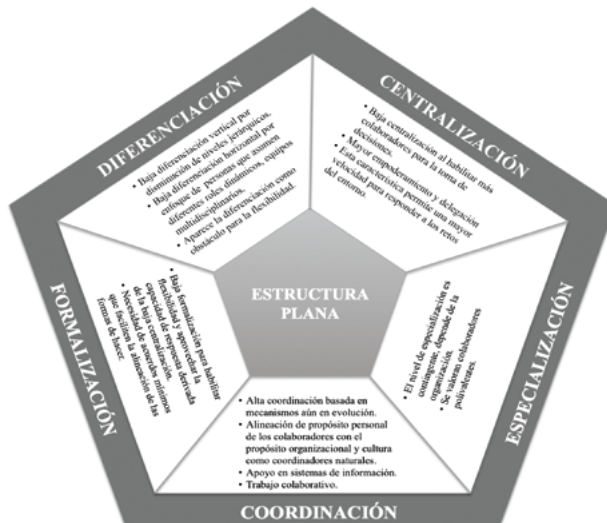 DIFERENCIACIÓN
• Baja diferenciación vertical por
disminución de niveles jerárquicos.
• Baja diferenciación horizontal por
enfoque de personas que asumen
diferentes roles dinámicos, equipos
multidisciplinarios.
• Aparece la diferenciación como
obstáculo para la flexibilidad.
CENTRALIZACIÓN
• Baja centralización al habilitar más
colaboradores para la toma de
decisiones.
• Mayor empoderamiento y delegación
• Esta característica permite una mayor
velocidad para responder a los retos
del entorno.
ESTRUCTURA
PLANA
FORMALIZACIÓN
• Baja formalización para habilitar
flexibilidad y aprovechar la
capacidad de respuesta derivada
de la baja centralización.
• Necesidad de acuerdos mínimos
que faciliten la alineación de las
formas de hacer.
ESPECIALIZACIÓN
• El nivel de especialización es
contingente, depende de la
organización.
• Se valoran colaboradores
polivalentes.
• Alta coordinación basada en
mecanismos aún en evolución.
• Alineación de propósito personal
de los colaboradores con el
propósito organizacional y cultura
como coordinadores naturales.
• Apoyo en sistemas de información.
• Trabajo colaborativo.
COORDINACIÓN